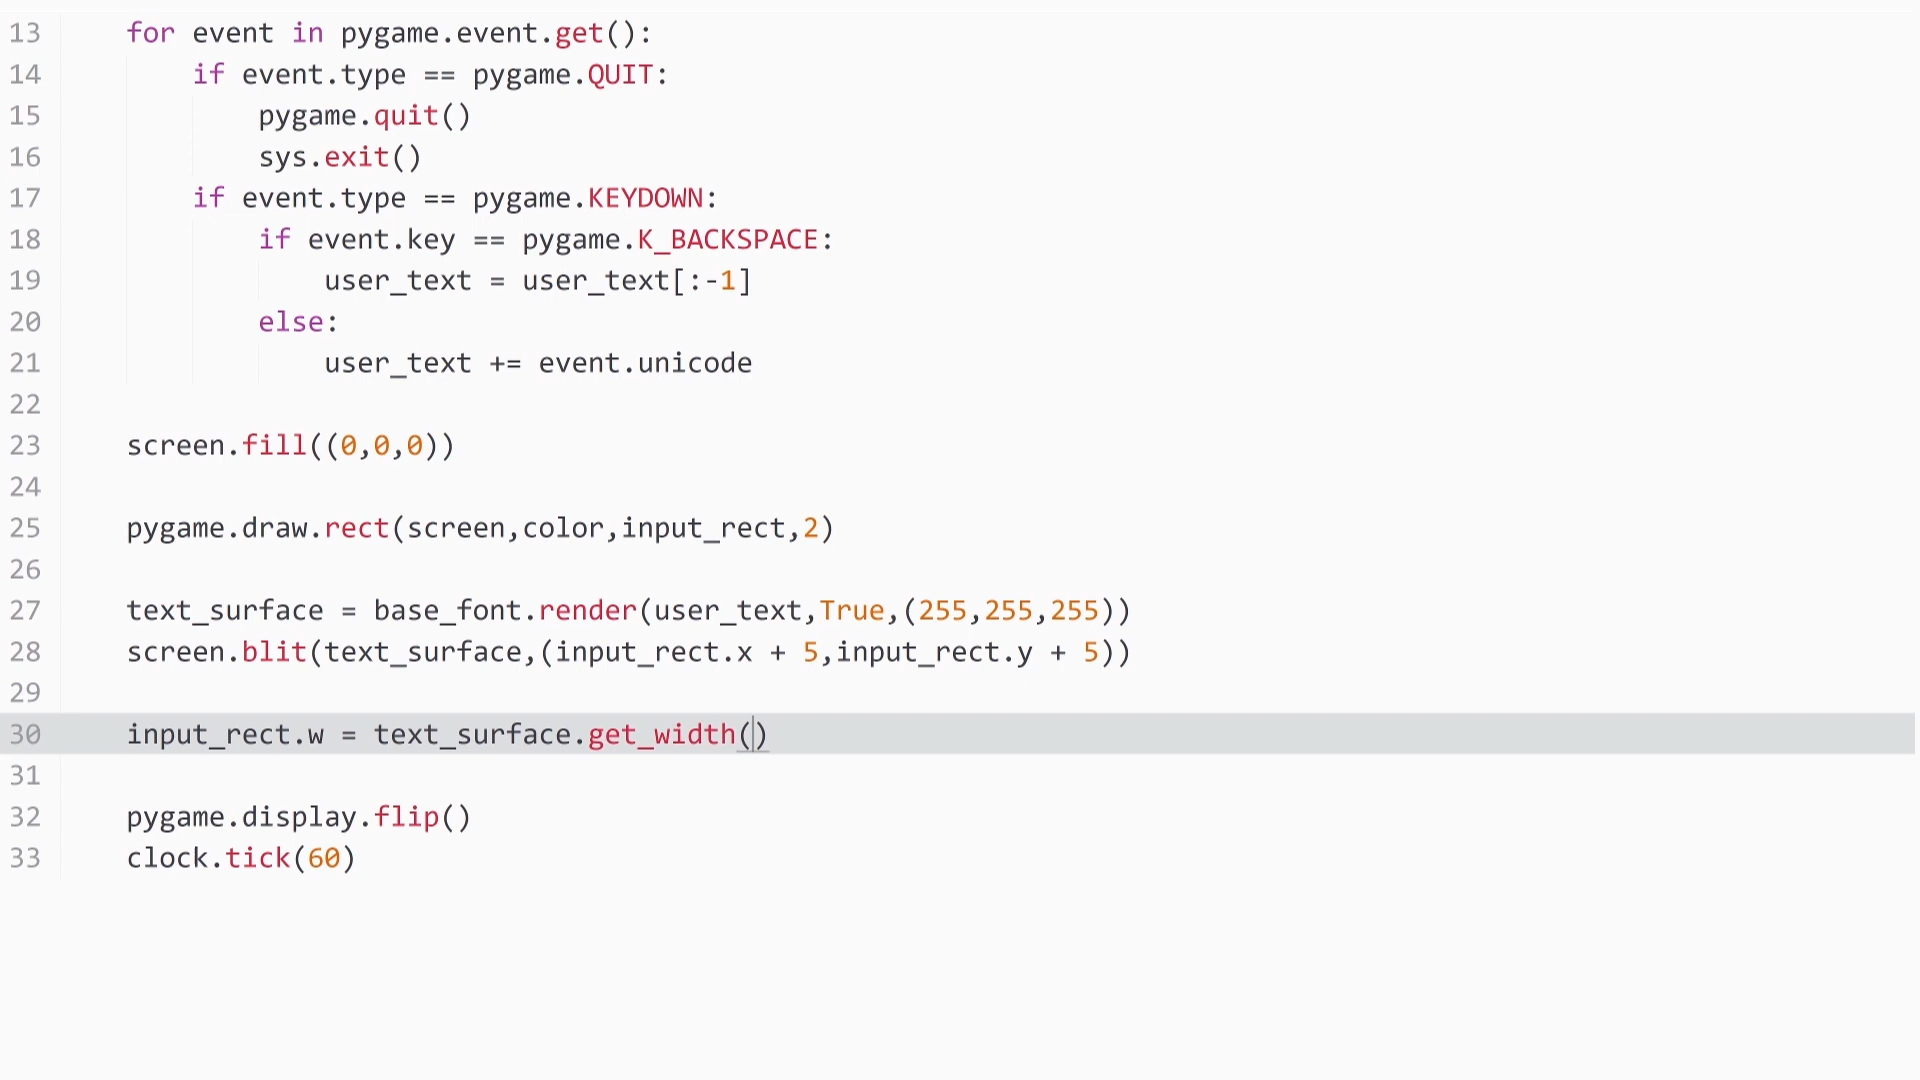 13 for event in pygame.event.get():
14 if event.type == pygame.QUIT:
15 pygame.quit()
16 sys.exit()
17 if event.type == pygame.KEYDOWN:
18 if event.key == pygame.K_BACKSPACE:
19 user_text = user_text[:-1]
20 else:
21 user_text += event.unicode
22
23 screen.fill((0,0,0))
24
25 pygame.draw.rect(screen,color,input_rect,2)
26
27 text_surface = base_font.render(user_text,True,(255,255,255))
28 screen.blit(text_surface,(input_rect.x + 5,input_rect.y + 5))
29
30 input_rect.w = text_surface.get_width()
31
32 pygame.display.flip()
33 clock.tick(60)